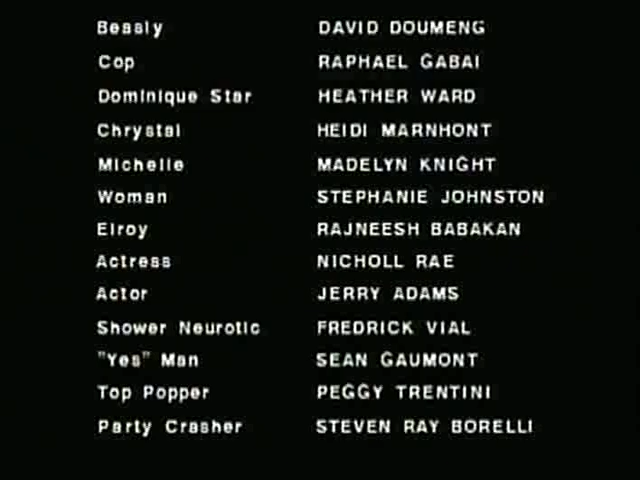 Beasly DAVID DOUMENG
Cop RAPHAEL GABAI
Dominique Star HEATHER WARD
Chrystal HEIDI MARNHONT
Michelle MADELYN KNIGHT
Woman STEPHANIE JOHNSTON
Elroy RAJNEESH BABAKAN
Actress NICHOLL RAE
Actor JERRY ADAMS
Shower Neurotic FREDRICK VIAL
"Yes" Man SEAN GAUMONT
Top Popper PEGGY TRENTINI
Party Crasher STEVEN RAY BORELLI